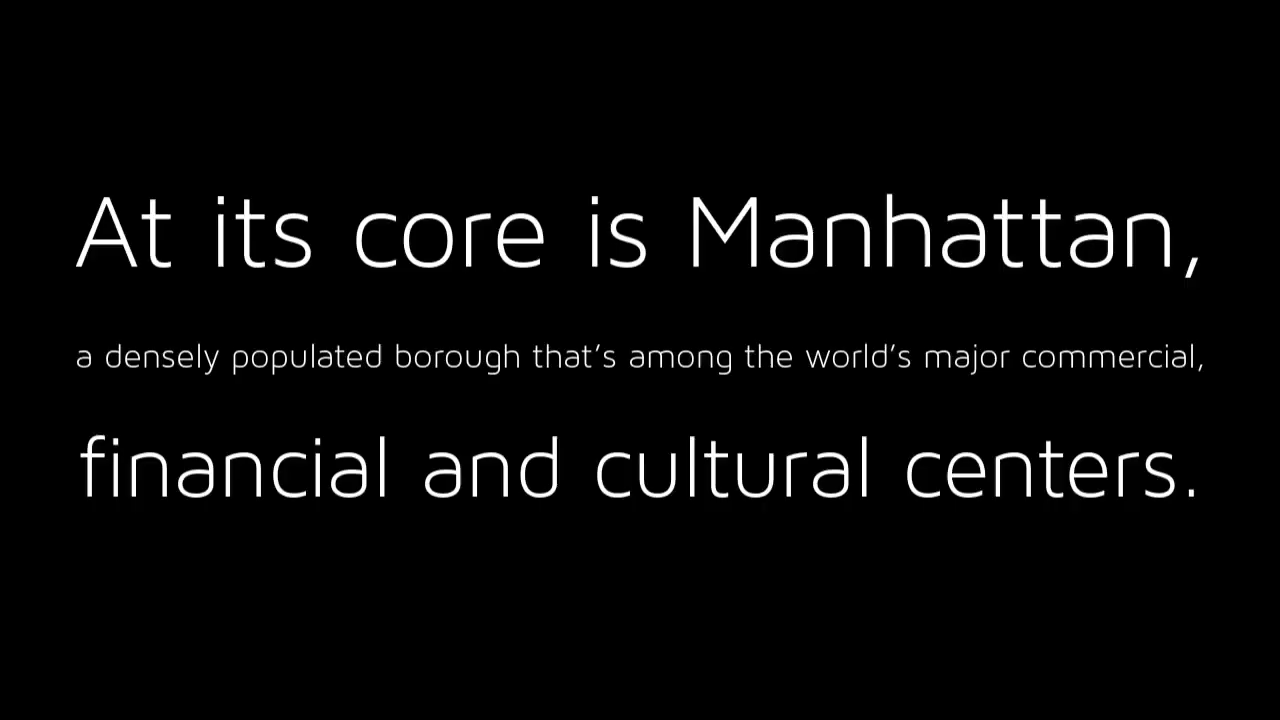 At its core is Manhattan,
a densely populated borough that’s among the world’s major commercial,
financial and cultural centers.